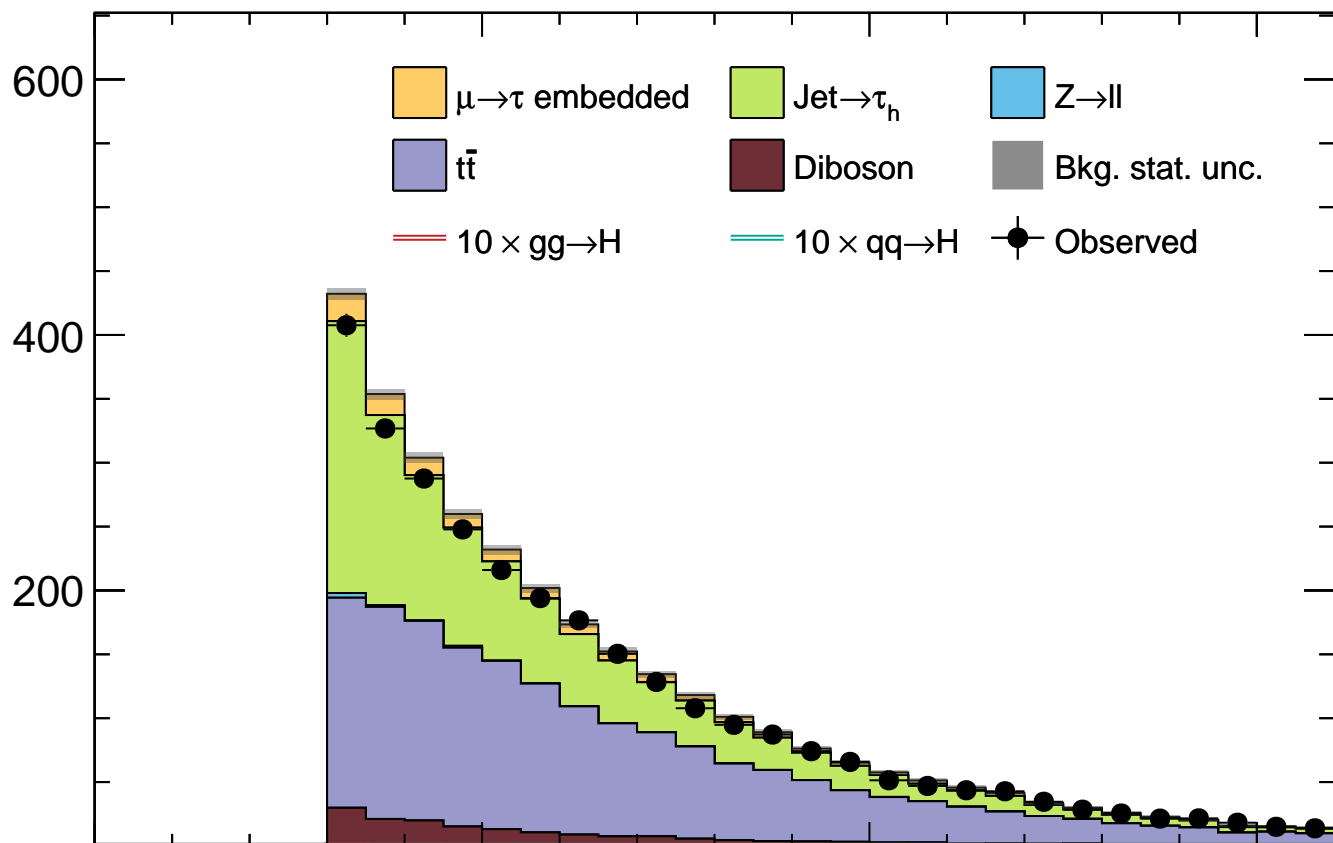 600
μ→τ embedded Jet→τh Z→ll
tt̄ Diboson Bkg. stat. unc.
10 × gg→H 10 × qq→H Observed
400
200